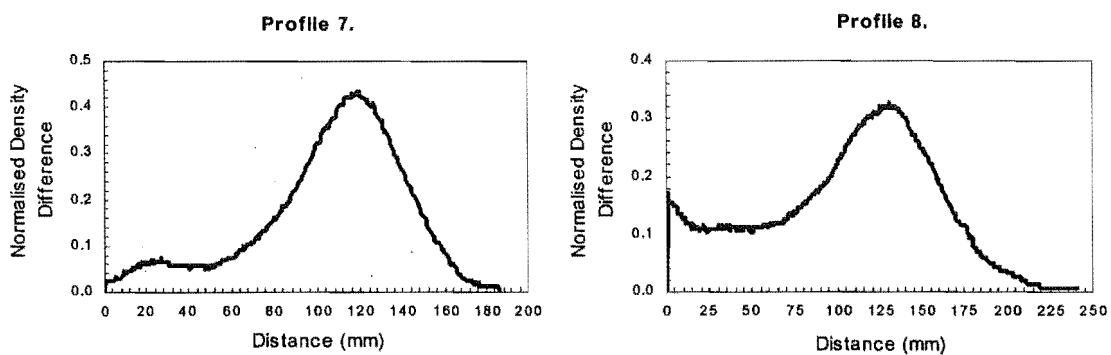 Profile 7.
Normalised Density
Difference
0.5
0.4
0.3
0.2
0.1
0.0
0 20 40 60 80 100 120 140 160 180 200
Distance (mm)
Profile 8.
Normalised Density
Difference
0.4
0.3
0.2
0.1
0.0
0 25 50 75 100 125 150 175 200 225 250
Distance (mm)